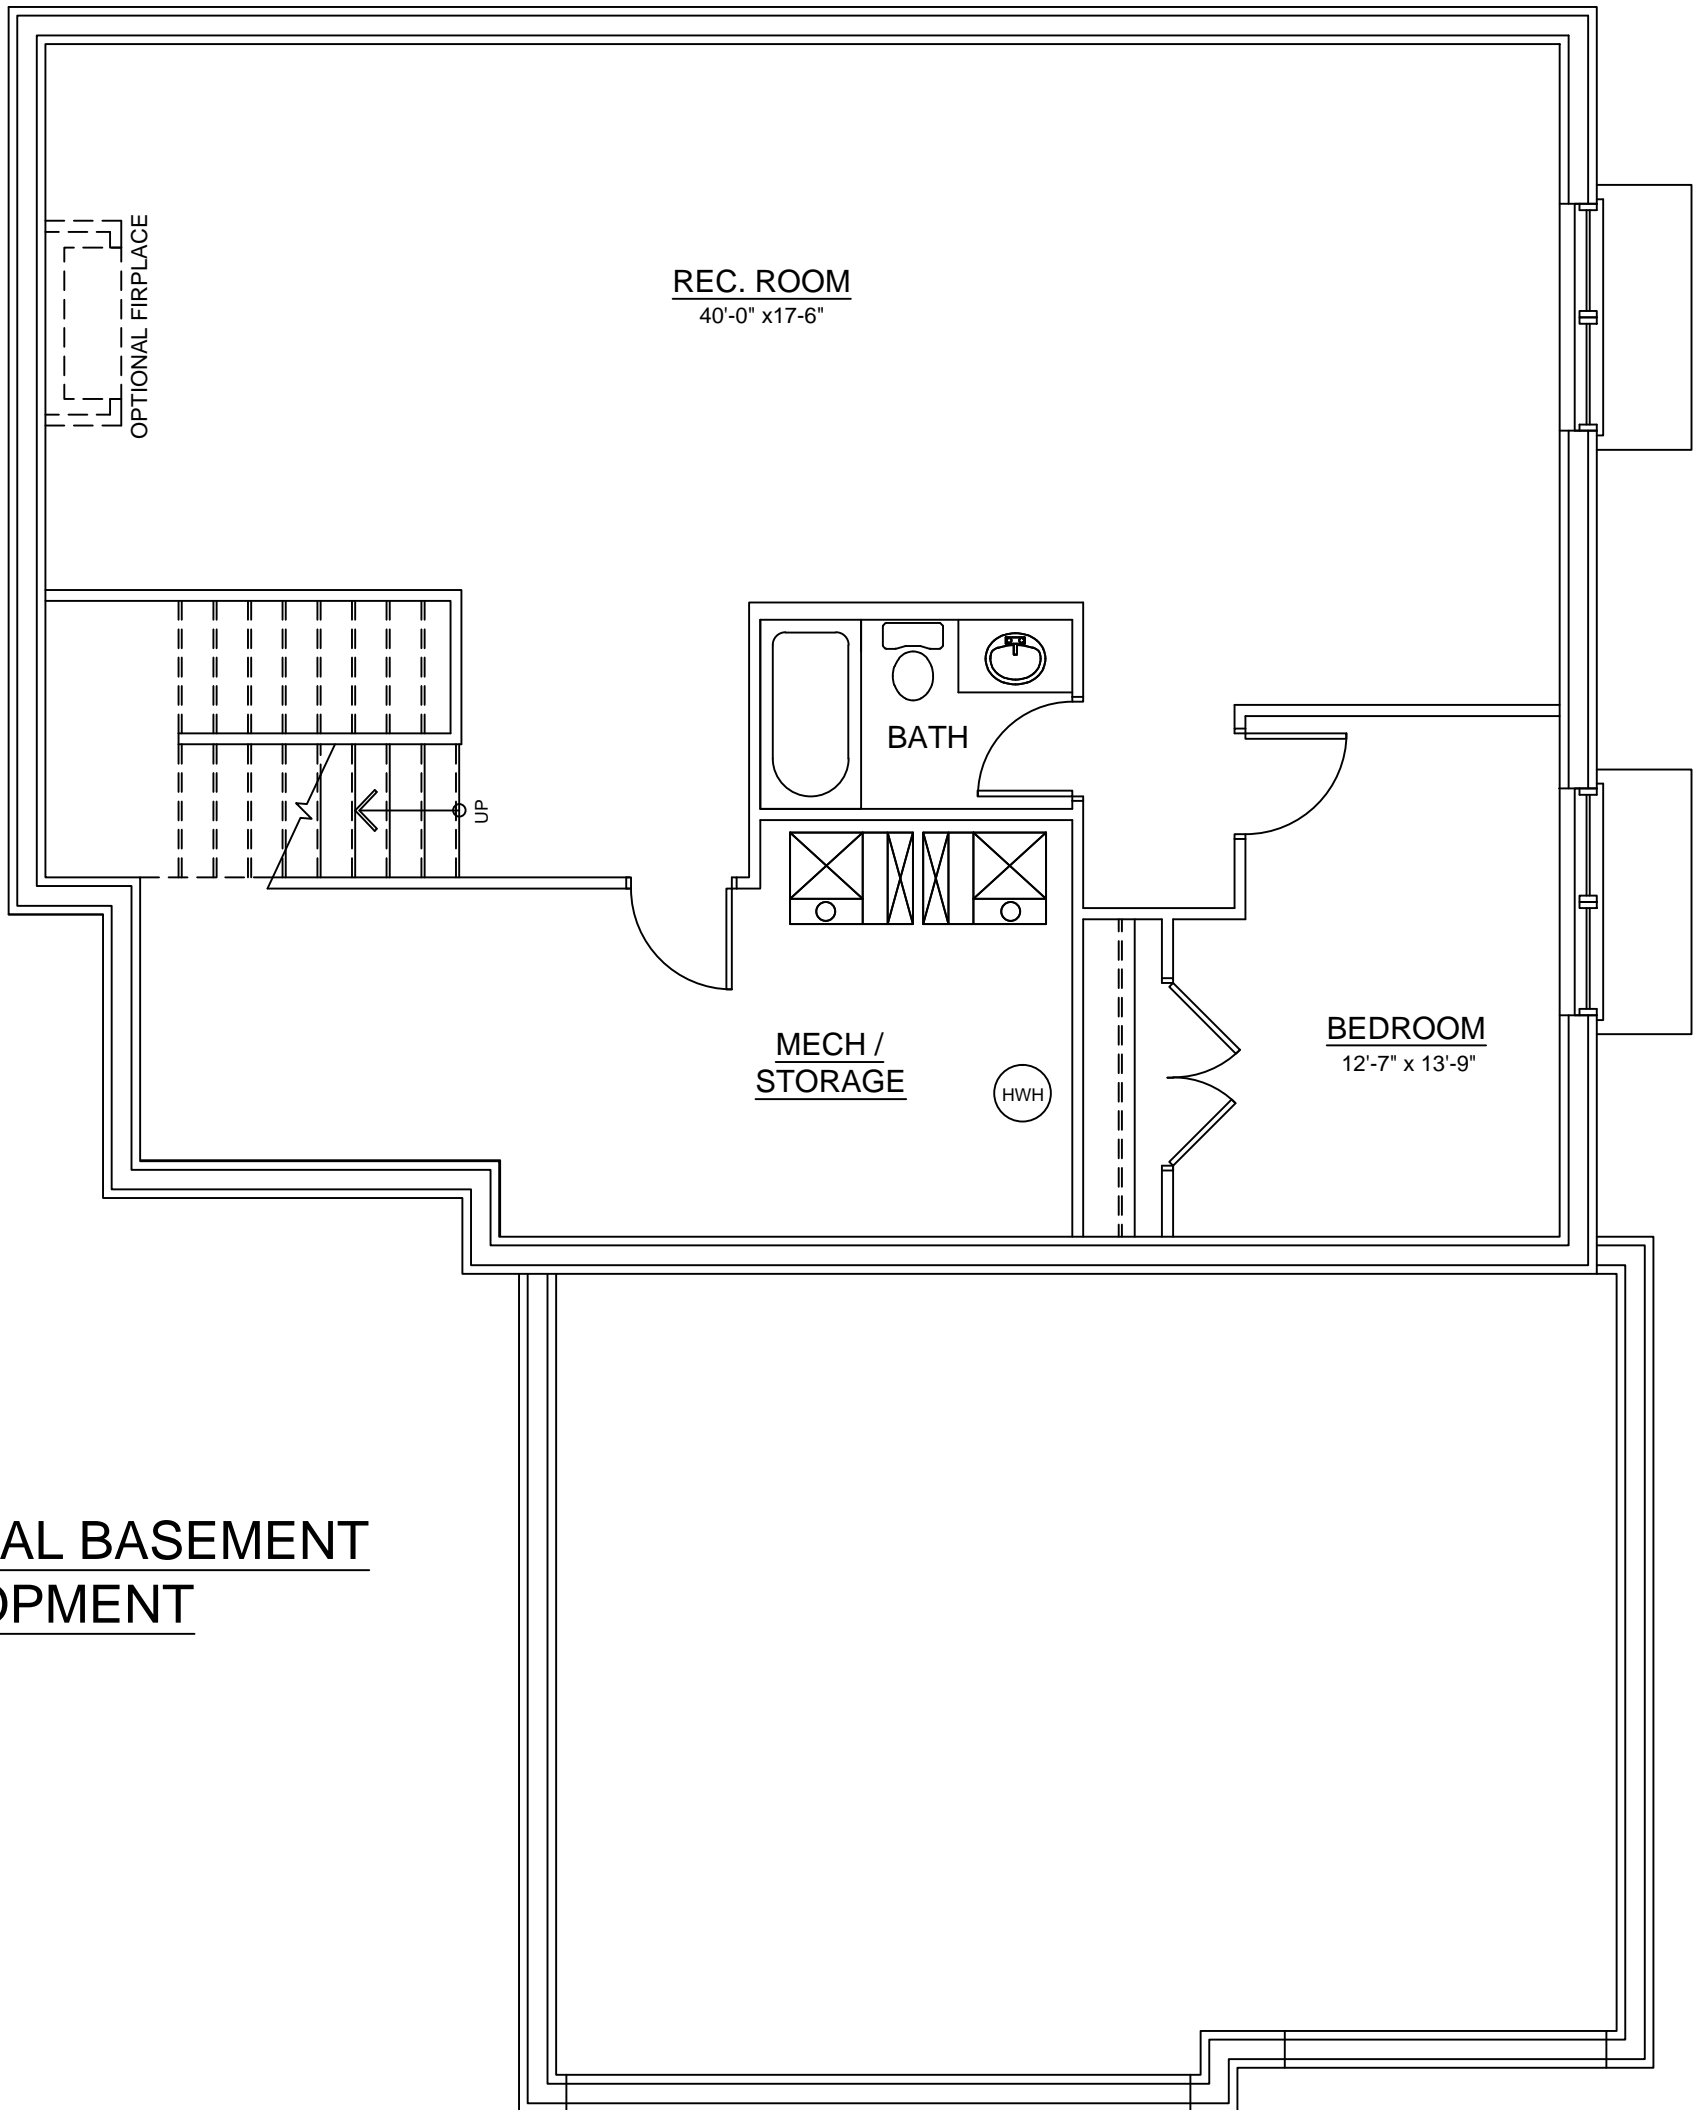 OPTIONAL FIRPLACE
REC. ROOM
40'-0" x17-6"
UP
BATH
MECH /
STORAGE
HWH
BEDROOM
12'-7" x 13'-9"
AL BASEMENT
OPMENT